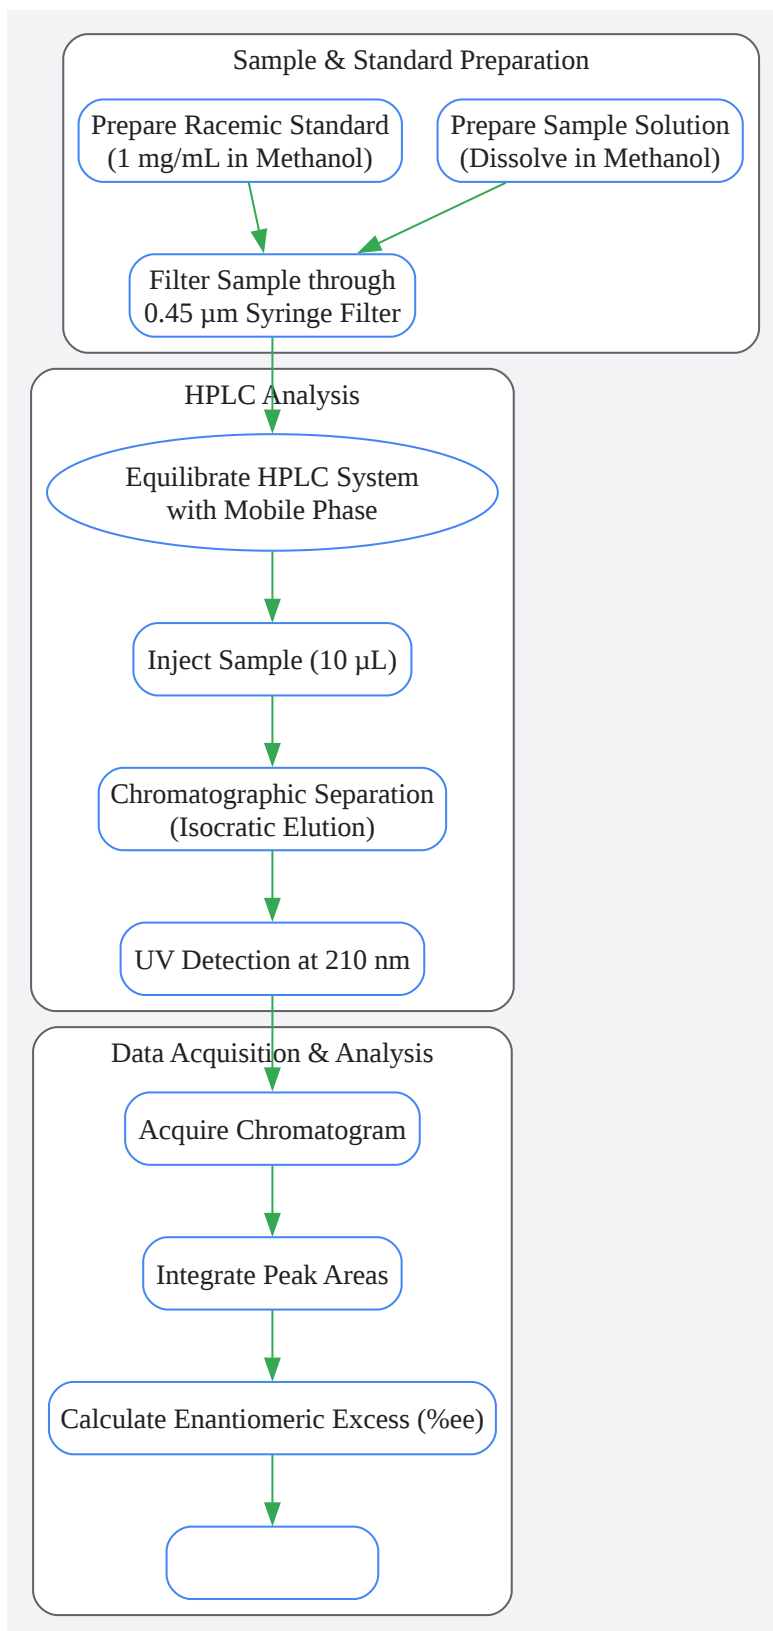 Sample & Standard Preparation
Prepare Racemic Standard
(1 mg/mL in Methanol)
Prepare Sample Solution
(Dissolve in Methanol)
Filter Sample through
0.45 µm Syringe Filter
HPLC Analysis
Equilibrate HPLC System
with Mobile Phase
Inject Sample (10 µL)
Chromatographic Separation
(Isocratic Elution)
UV Detection at 210 nm
Data Acquisition & Analysis
Acquire Chromatogram
Integrate Peak Areas
Calculate Enantiomeric Excess (%ee)